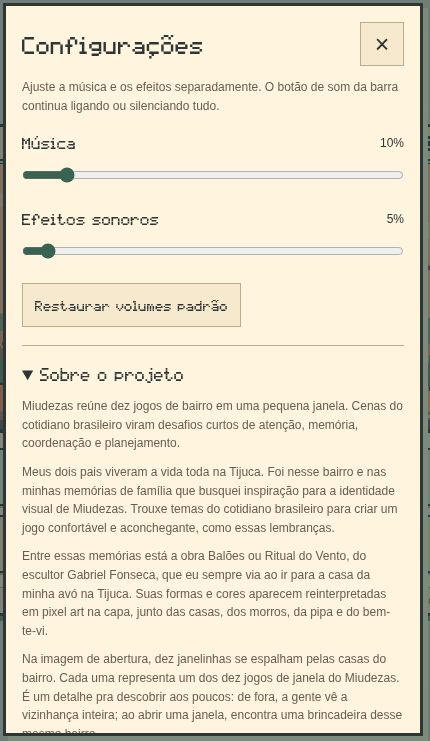 Configurações
×
Ajuste a música e os efeitos separadamente. O botão de som da barra
continua ligando ou silenciando tudo.
Música 10%
Efeitos sonoros 5%
Restaurar volumes padrão
▼ Sobre o projeto
Miudezas reúne dez jogos de bairro em uma pequena janela. Cenas do
cotidiano brasileiro viram desafios curtos de atenção, memória,
coordenação e planejamento.
Meus dois pais viveram a vida toda na Tijuca. Foi nesse bairro e nas
minhas memórias de família que busquei inspiração para a identidade
visual de Miudezas. Trouxe temas do cotidiano brasileiro para criar um
jogo confortável e aconchegante, como essas lembranças.
Entre essas memórias está a obra Balões ou Ritual do Vento, do
escultor Gabriel Fonseca, que eu sempre via ao ir para a casa da
minha avó na Tijuca. Suas formas e cores aparecem reinterpretadas
em pixel art na capa, junto das casas, dos morros, da pipa e do bem-
te-vi.
Na imagem de abertura, dez janelinhas se espalham pelas casas do
bairro. Cada uma representa um dos dez jogos de janela do Miudezas.
É um detalhe pra descobrir aos poucos: de fora, a gente vê a
vizinhança inteira; ao abrir uma janela, encontra uma brincadeira desse
mesmo bairro.